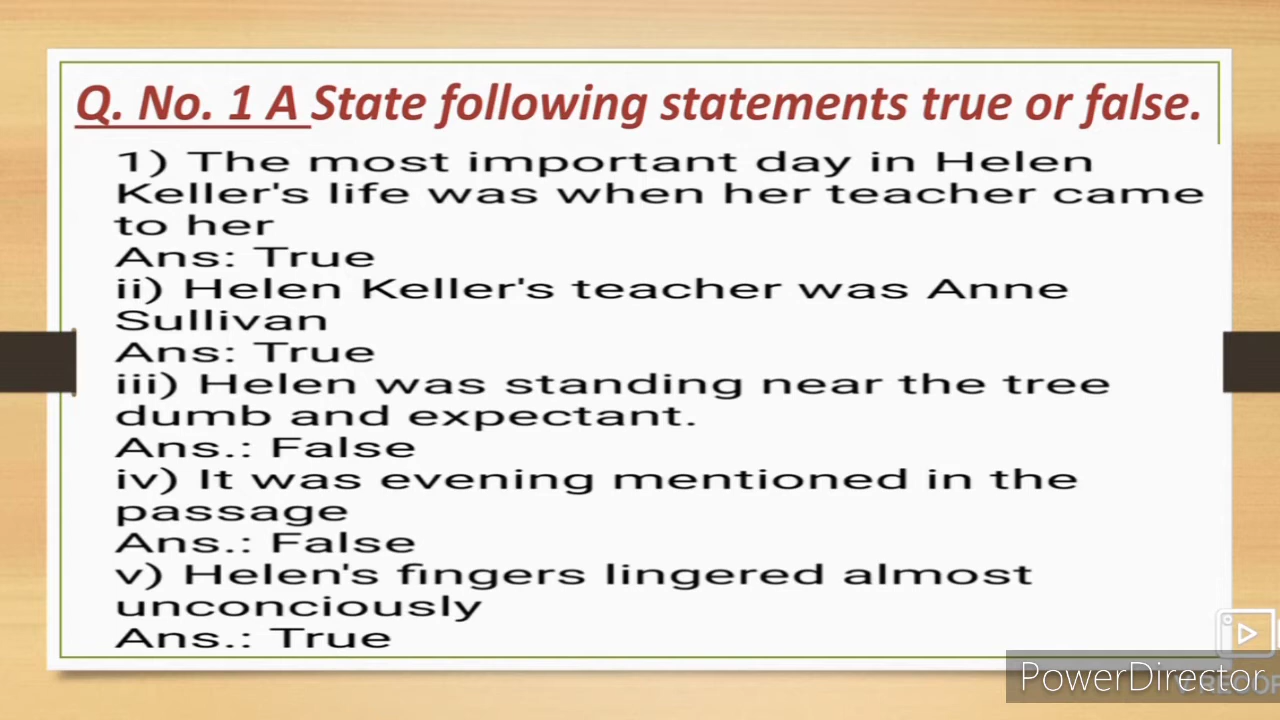 Q. No. 1 A State following statements true or false.
1) The most important day in Helen
Keller's life was when her teacher came
to her
Ans: True
ii) Helen Keller's teacher was Anne
Sullivan
Ans: True
iii) Helen was standing near the tree
dumb and expectant.
Ans.: False
iv) It was evening mentioned in the
passage
Ans.: False
v) Helen's fingers lingered almost
unconciously
Ans.: True
PowerDirector